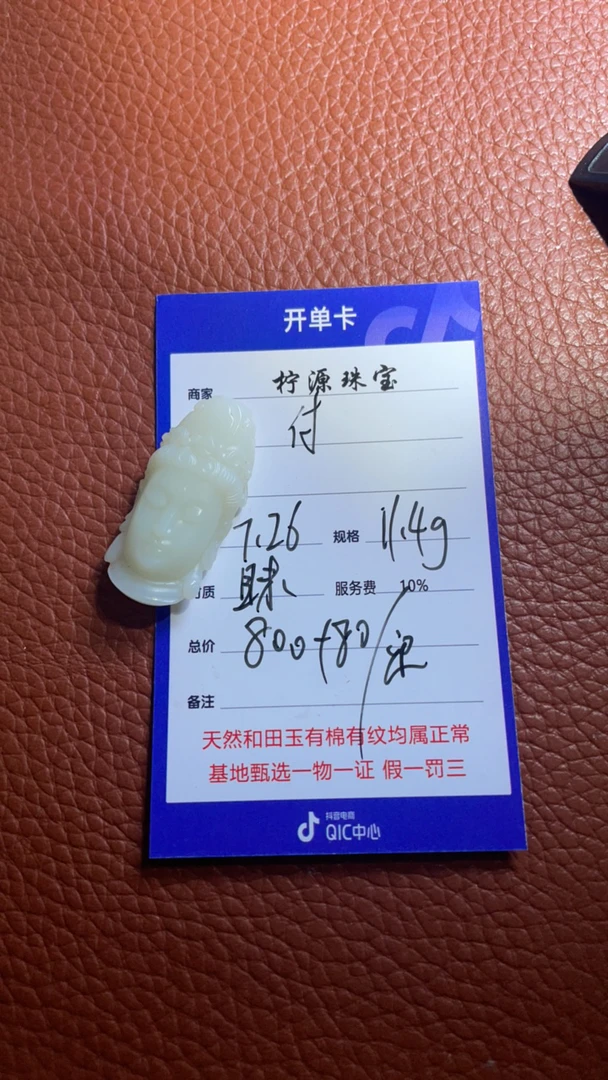 开单卡
商家 柠源珠宝
付
7.26 规格 11.4g
质 服务费 10%
总价 800+80
备注
天然和田玉有棉有纹均属正常
基地甄选一物一证 假一罚三
抖音电商
QIC中心